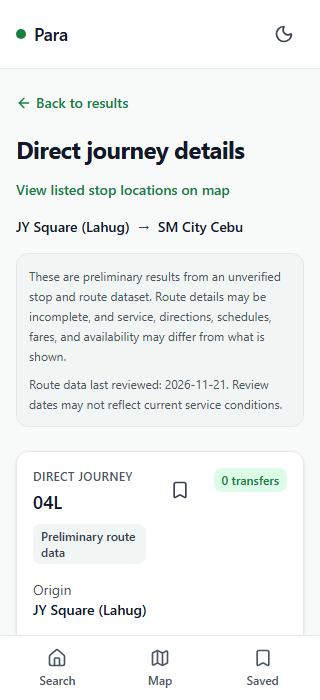 Para
Back to results
Direct journey details
View listed stop locations on map
JY Square (Lahug) → SM City Cebu
These are preliminary results from an unverified
stop and route dataset. Route details may be
incomplete, and service, directions, schedules,
fares, and availability may differ from what is
shown.
Route data last reviewed: 2026-11-21. Review
dates may not reflect current service conditions.
DIRECT JOURNEY
0 transfers
04L
Preliminary route
data
Origin
JY Square (Lahug)
Search Map Saved